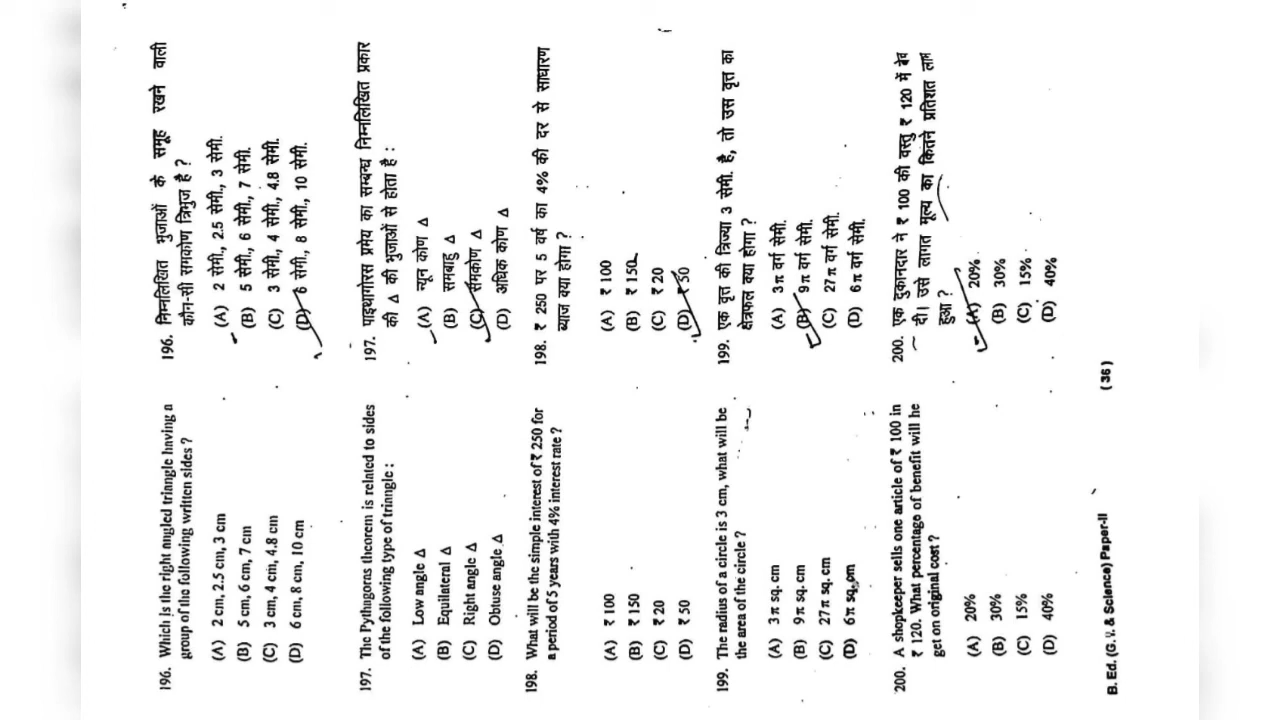 196. Which is the right angled triangle having a
group of the following written sides ?
(A) 2 cm, 2.5 cm, 3 cm
(B) 5 cm, 6 cm, 7 cm
(C) 3 cm, 4 cm, 4.8 cm
(D) 6 cm, 8 cm, 10 cm
197. The Pythagorns theorem is related to sides
of the following type of triangle :
(A) Low angle Δ
(B) Equilateral Δ
(C) Right angle Δ
(D) Obtuse angle Δ
198. What will be the simple interest of ₹ 250 for
a period of 5 years with 4% interest rate ?
(A) ₹ 100
(B) ₹ 150
(C) ₹ 20
(D) ₹ 50
199. The radius of a circle is 3 cm, what will be
the area of the circle ?
(A) 3π sq. cm
(B) 9π sq. cm
(C) 27π sq. cm
(D) 6π sq. cm
200. A shopkeeper sells one article of ₹ 100 in
₹ 120. What percentago of benefit will he
get on original cost ?
(A) 20%
(B) 30%
(C) 15%
(D) 40%
196. निम्नलिखित भुजाओं के समूह रखने वाली
कौन-सी समकोण त्रिभुज है ?
(A) 2 सेमी., 2.5 सेमी., 3 सेमी.
(B) 5 सेमी., 6 सेमी., 7 सेमी.
(C) 3 सेमी., 4 सेमी., 4.8 सेमी.
(D) 6 सेमी., 8 सेमी., 10 सेमी.
197. पाइथागोरस प्रमेय का सम्बन्ध निम्नलिखित प्रकार
की Δ की भुजाओं से होता है :
(A) न्यून कोण Δ
(B) समबाहु Δ
(C) समकोण Δ
(D) अधिक कोण Δ
198. ₹ 250 पर 5 वर्ष का 4% की दर से साधारण
ब्याज क्या होगा ?
(A) ₹ 100
(B) ₹ 150
(C) ₹ 20
(D) ₹ 50
199. एक वृत्त की त्रिज्या 3 सेमी. है, तो उस वृत्त का
क्षेत्रफल क्या होगा ?
(A) 3π वर्ग सेमी.
(B) 9π वर्ग सेमी.
(C) 27π वर्ग सेमी.
(D) 6π वर्ग सेमी.
200. एक दुकानदार ने ₹ 100 की वस्तु ₹ 120 में बेच
दी। उसे लागत मूल्य का कितने प्रतिशत लाभ
हुआ ?
(A) 20%
(B) 30%
(C) 15%
(D) 40%
B. Ed. (G. V. & Science) Paper-II
( 36 )